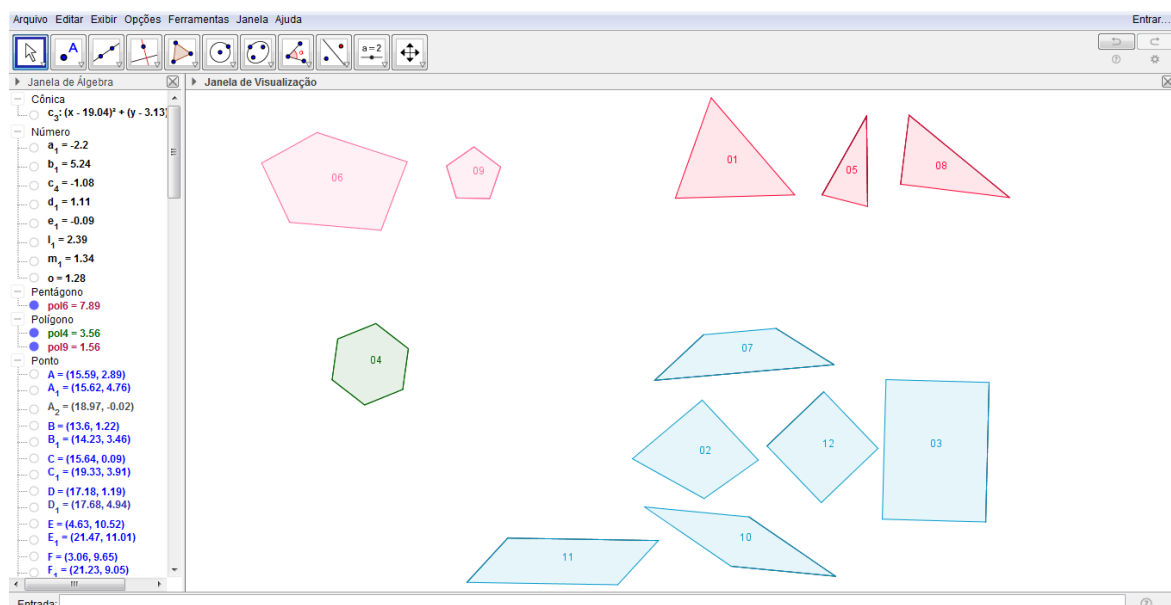 Arquivo Editar Exibir Opções Ferramentas Janela Ajuda
Entrar...
A
α
a = 2
Janela de Álgebra
Janela de Visualização
Cônica
c₃: (x - 19.04)² + (y - 3.13)
Número
a₁ = -2.2
b₁ = 5.24
c₄ = -1.08
d₁ = 1.11
e₁ = -0.09
l₁ = 2.39
m₁ = 1.34
o = 1.28
Pentágono
pol6 = 7.89
Polígono
pol4 = 3.56
pol9 = 1.56
Ponto
A = (15.59, 2.89)
A₁ = (15.62, 4.76)
A₂ = (18.97, -0.02)
B = (13.6, 1.22)
B₁ = (14.23, 3.46)
C = (15.64, 0.09)
C₁ = (19.33, 3.91)
D = (17.18, 1.19)
D₁ = (17.68, 4.94)
E = (4.63, 10.52)
E₁ = (21.47, 11.01)
F = (3.06, 9.65)
F₁ = (21.23, 9.05)
06
09
01
05
08
04
07
02
12
03
10
11
Entrada: